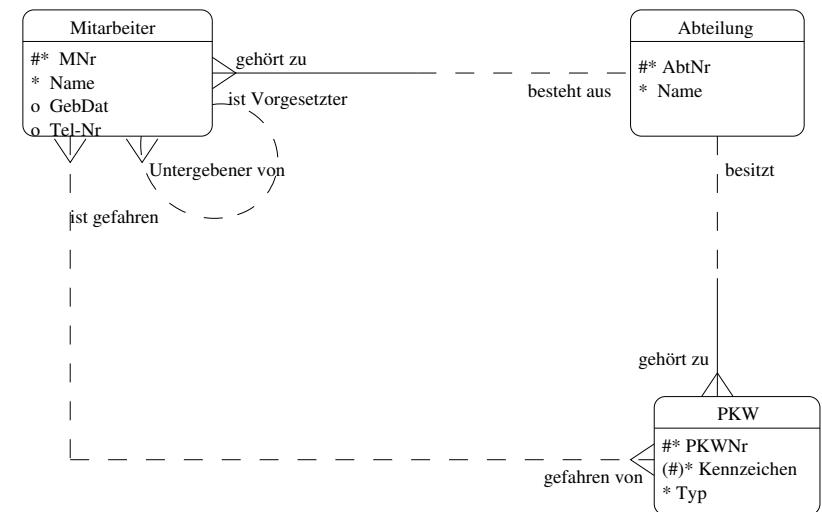 Mitarbeiter
#* MNr
* Name
o GebDat
o Tel-Nr
gehört zu
ist Vorgesetzter
Untergebener von
ist gefahren
besteht aus
Abteilung
#* AbtNr
* Name
besitzt
gehört zu
gefahren von
PKW
#* PKWNr
(#)* Kennzeichen
* Typ